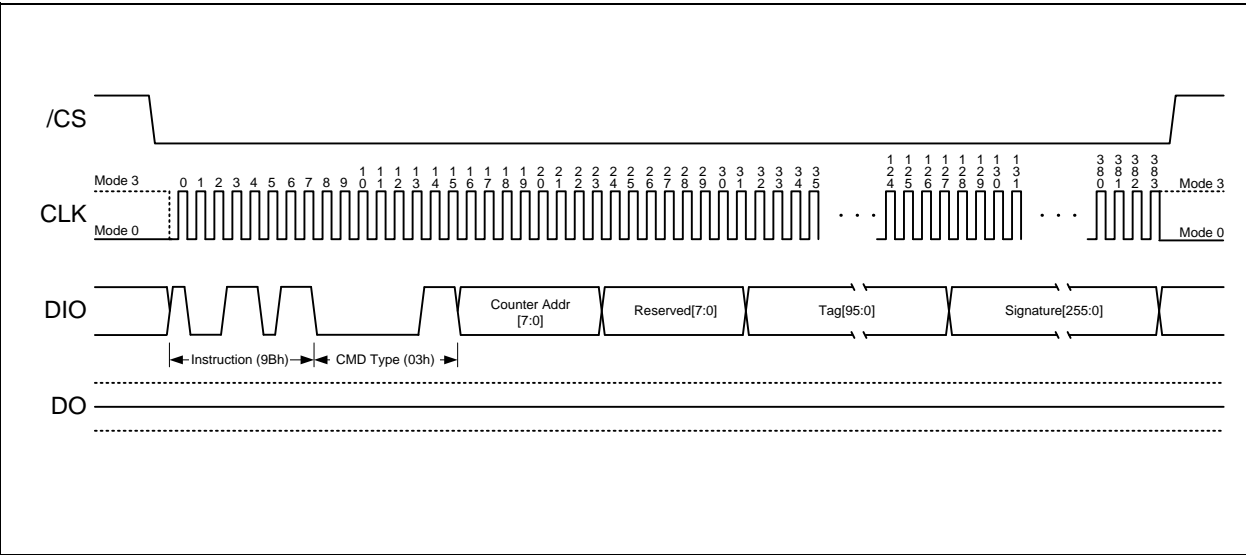 /CS
0 1 2 3 4 5 6 7 8 9 10 11 12 13 14 15 16 17 18 19 20 21 22 23 24 25 26 27 28 29 30 31 32 33 34 35 124 125 126 127 128 129 130 131 380 381 382 383
Mode 3
Mode 3
CLK
. . .
. . .
Mode 0
Mode 0
DIO
Counter Addr
[7:0]
Reserved[7:0]
Tag[95:0]
Signature[255:0]
Instruction (9Bh)
CMD Type (03h)
DO